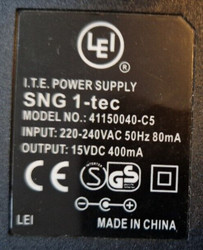 LEI
®
I.T.E. POWER SUPPLY
SNG 1-tec
MODEL NO.: 41150040-C5
INPUT: 220-240VAC 50Hz 80mA
OUTPUT: 15VDC 400mA
S GS CE
LEI MADE IN CHINA